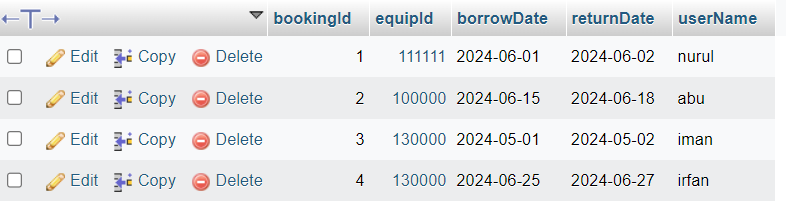 bookingId equipId borrowDate returnDate userName
Edit Copy Delete 1 111111 2024-06-01 2024-06-02 nurul
Edit Copy Delete 2 100000 2024-06-15 2024-06-18 abu
Edit Copy Delete 3 130000 2024-05-01 2024-05-02 iman
Edit Copy Delete 4 130000 2024-06-25 2024-06-27 irfan